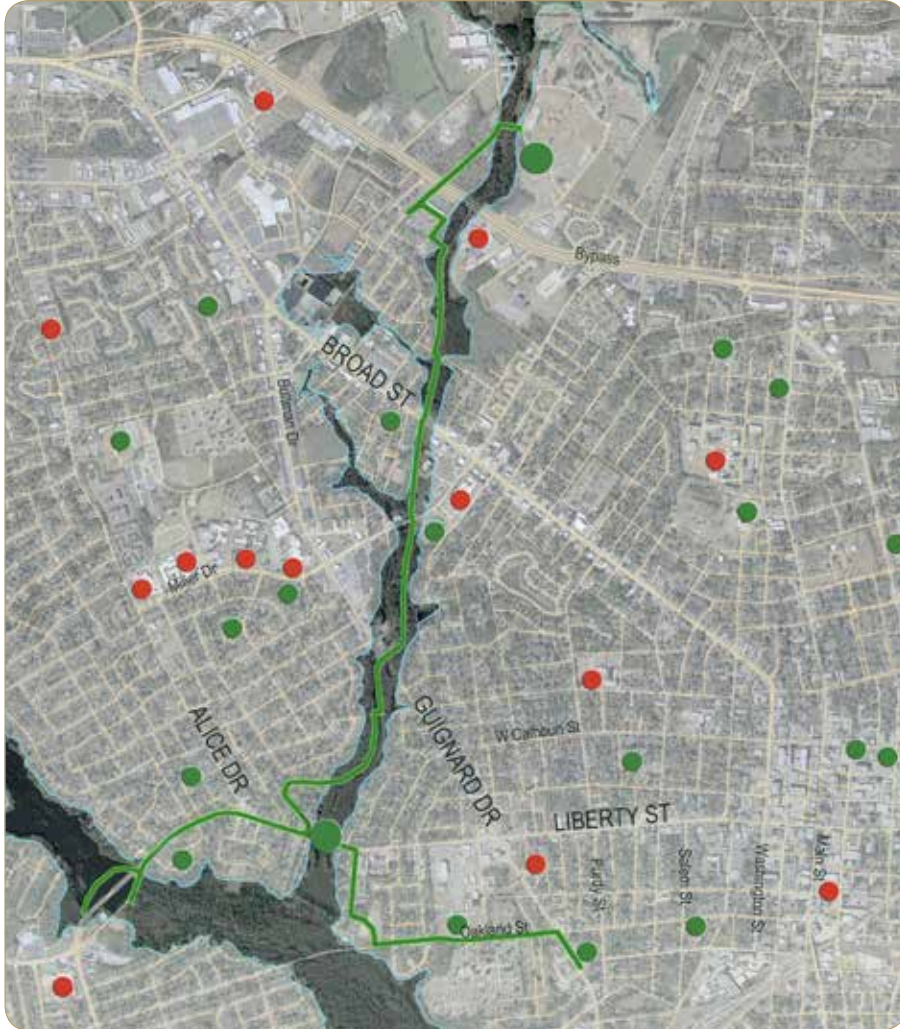 Bypass
BROAD ST
Bultman Dr
Miller Dr
ALICE DR
GUIGNARD DR
W Calhoun St
LIBERTY ST
Purdy St
Salem St
Washington St
Main St
Oakland St